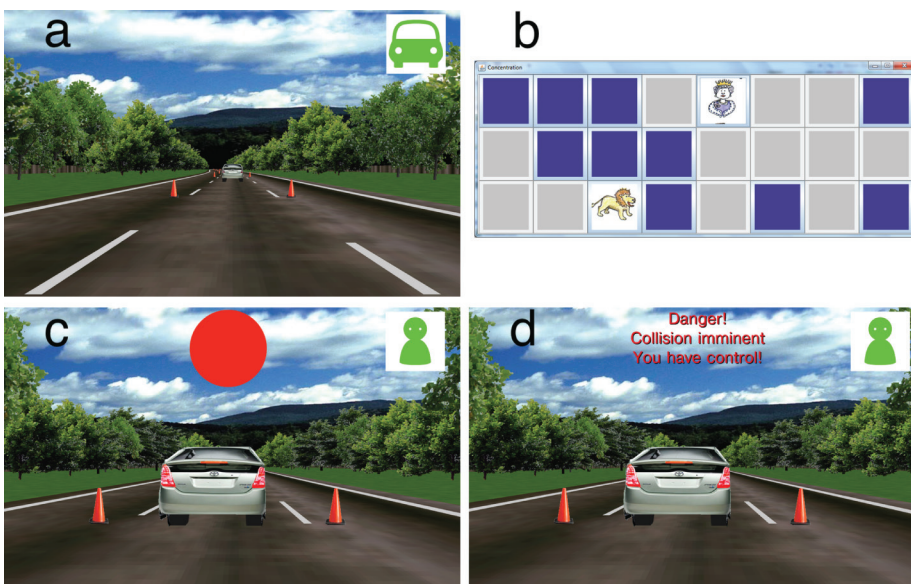 a
b
Concentration
c
d
Danger!
Collision imminent
You have control!